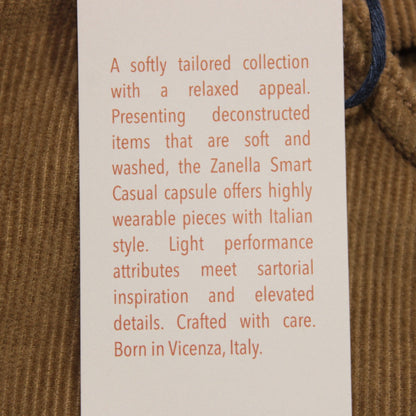 A softly tailored collection
with a relaxed appeal.
Presenting deconstructed
items that are soft and
washed, the Zanella Smart
Casual capsule offers highly
wearable pieces with Italian
style. Light performance
attributes meet sartorial
inspiration and elevated
details. Crafted with care.
Born in Vicenza, Italy.